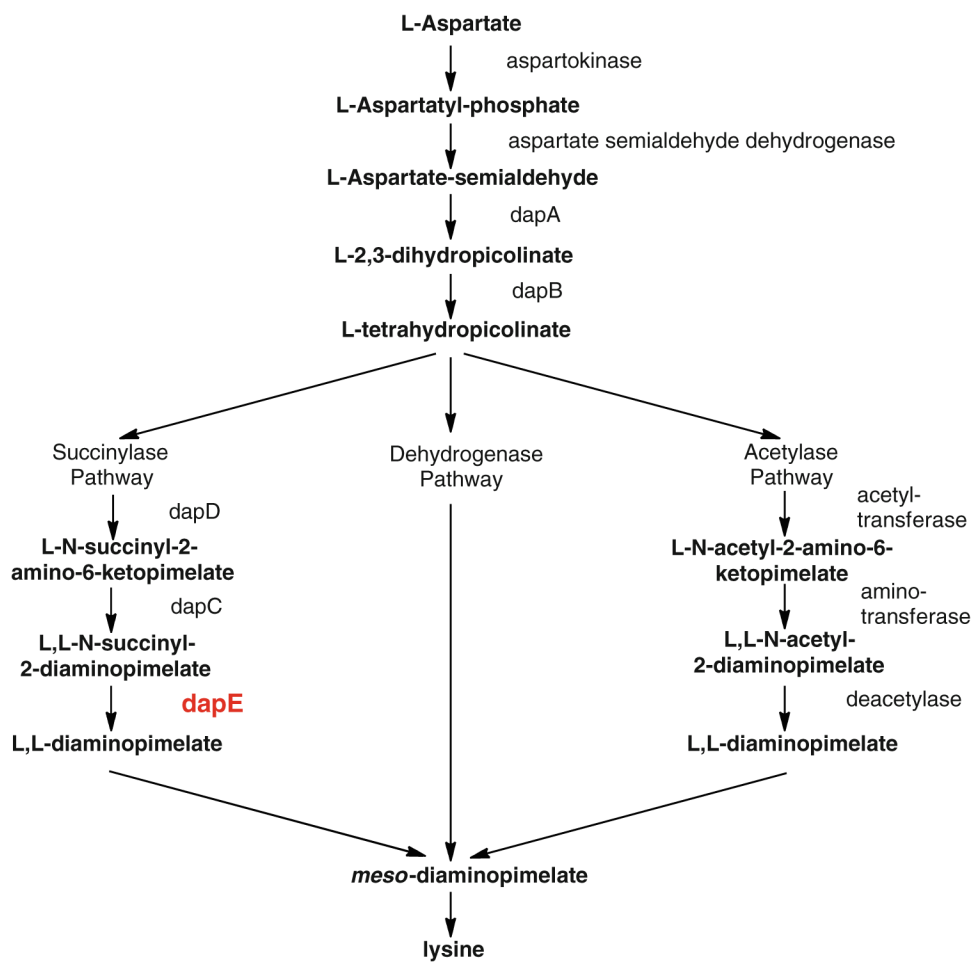 L-Aspartate
aspartokinase
L-Aspartatyl-phosphate
aspartate semialdehyde dehydrogenase
L-Aspartate-semialdehyde
dapA
L-2,3-dihydropicolinate
dapB
L-tetrahydropicolinate
Succinylase
Pathway
dapD
L-N-succinyl-2-
amino-6-ketopimelate
dapC
L,L-N-succinyl-
2-diaminopimelate
dapE
L,L-diaminopimelate
Dehydrogenase
Pathway
Acetylase
Pathway
acetyl-
transferase
L-N-acetyl-2-amino-6-
ketopimelate
amino-
transferase
L,L-N-acetyl-
2-diaminopimelate
deacetylase
L,L-diaminopimelate
meso-diaminopimelate
lysine